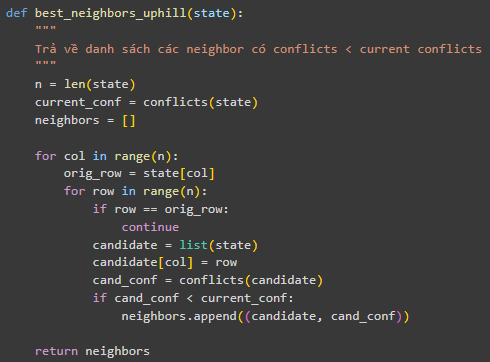 def best_neighbors_uphill(state):
    """
    Trả về danh sách các neighbor có conflicts < current conflicts
    """
    n = len(state)
    current_conf = conflicts(state)
    neighbors = []

    for col in range(n):
        orig_row = state[col]
        for row in range(n):
            if row == orig_row:
                continue
            candidate = list(state)
            candidate[col] = row
            cand_conf = conflicts(candidate)
            if cand_conf < current_conf:
                neighbors.append((candidate, cand_conf))

    return neighbors